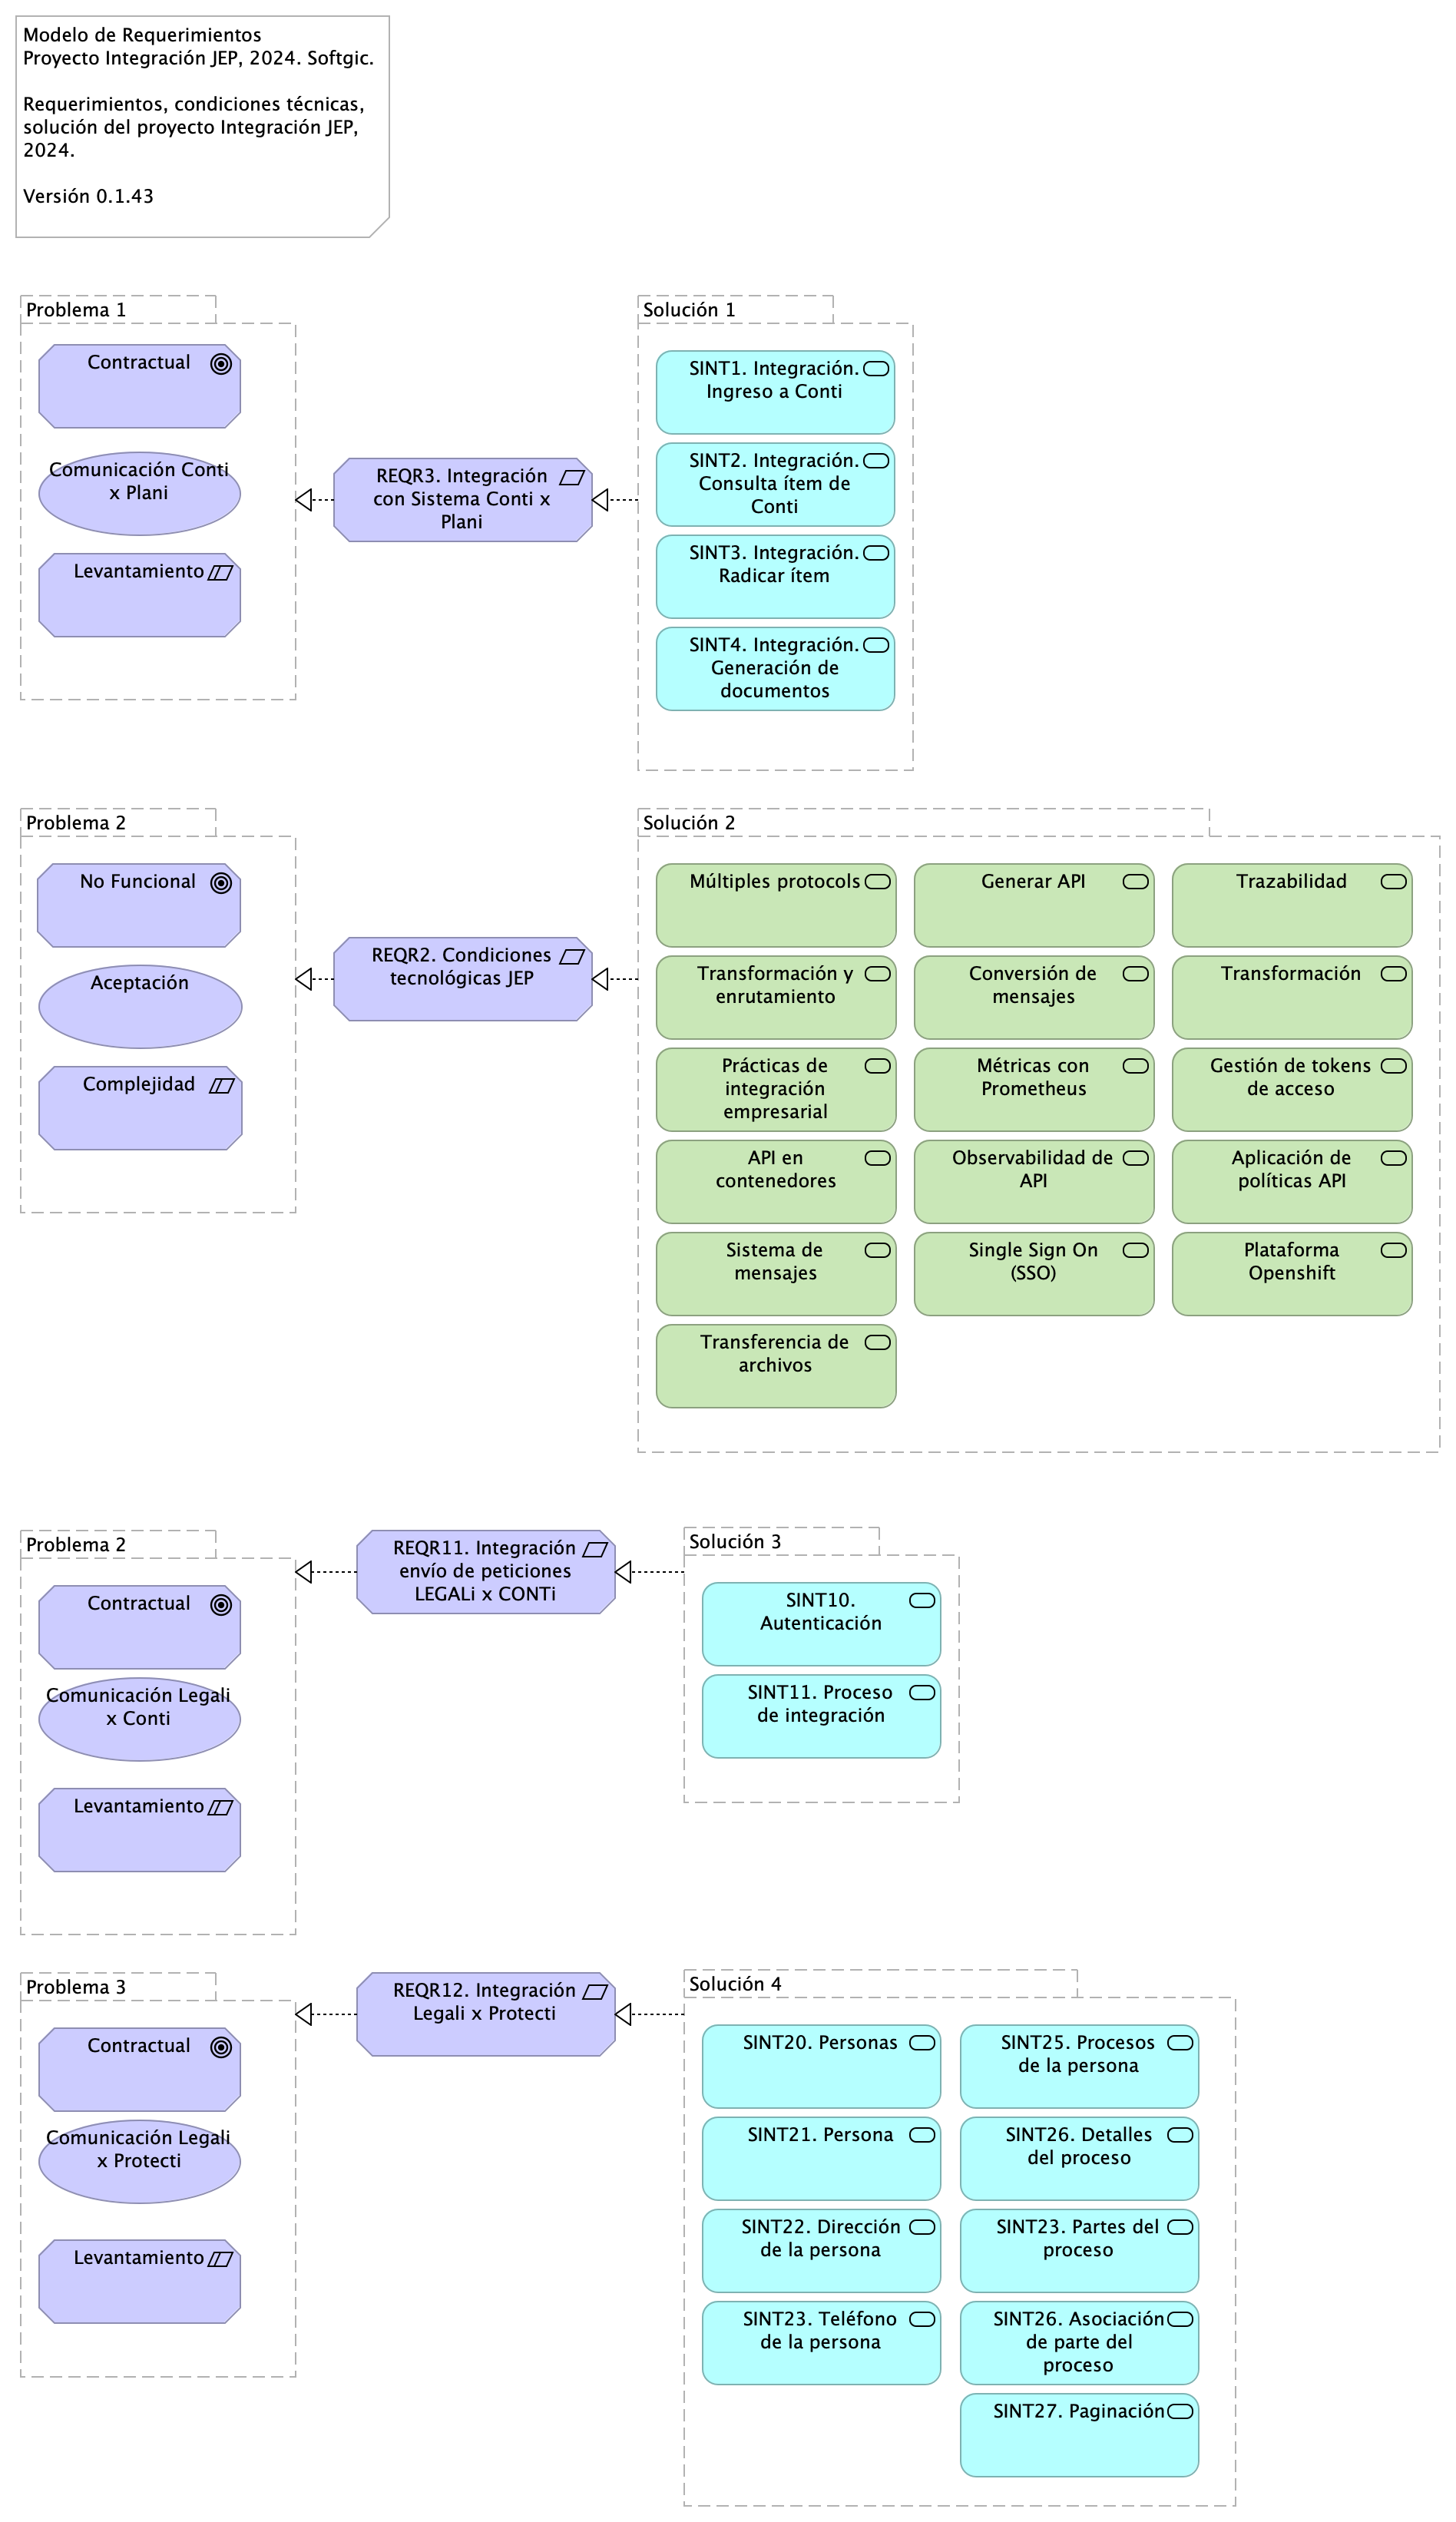 Modelo de Requerimientos
Proyecto Integración JEP, 2024. Softgic.
Requerimientos, condiciones técnicas,
solución del proyecto Integración JEP,
2024.
Versión 0.1.43
Problema 1
Contractual
Comunicación Conti
x Plani
Levantamiento
REQR3. Integración
con Sistema Conti x
Plani
Solución 1
SINT1. Integración.
Ingreso a Conti
SINT2. Integración.
Consulta ítem de
Conti
SINT3. Integración.
Radicar ítem
SINT4. Integración.
Generación de
documentos
Problema 2
No Funcional
Aceptación
Complejidad
REQR2. Condiciones
tecnológicas JEP
Solución 2
Múltiples protocols
Generar API
Trazabilidad
Transformación y
enrutamiento
Conversión de
mensajes
Transformación
Prácticas de
integración
empresarial
Métricas con
Prometheus
Gestión de tokens
de acceso
API en
contenedores
Observabilidad de
API
Aplicación de
políticas API
Sistema de
mensajes
Single Sign On
(SSO)
Plataforma
Openshift
Transferencia de
archivos
Problema 2
Contractual
Comunicación Legali
x Conti
Levantamiento
REQR11. Integración
envío de peticiones
LEGALi x CONTi
Solución 3
SINT10.
Autenticación
SINT11. Proceso
de integración
Problema 3
Contractual
Comunicación Legali
x Protecti
Levantamiento
REQR12. Integración
Legali x Protecti
Solución 4
SINT20. Personas
SINT25. Procesos
de la persona
SINT21. Persona
SINT26. Detalles
del proceso
SINT22. Dirección
de la persona
SINT23. Partes del
proceso
SINT23. Teléfono
de la persona
SINT26. Asociación
de parte del
proceso
SINT27. Paginación